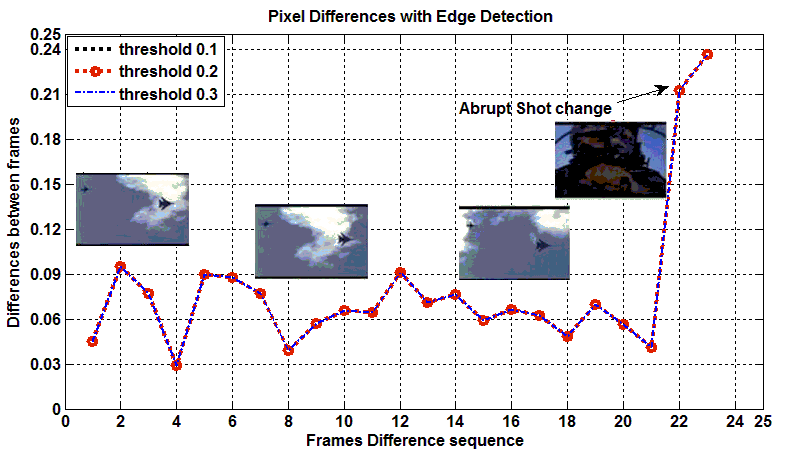 Pixel Differences with Edge Detection
0.25
0.24
0.21
0.18
0.15
0.12
0.09
0.06
0.03
0
threshold 0.1
threshold 0.2
threshold 0.3
Abrupt Shot change
Differences between frames
0 2 4 6 8 10 12 14 16 18 20 22 24 25
Frames Difference sequence